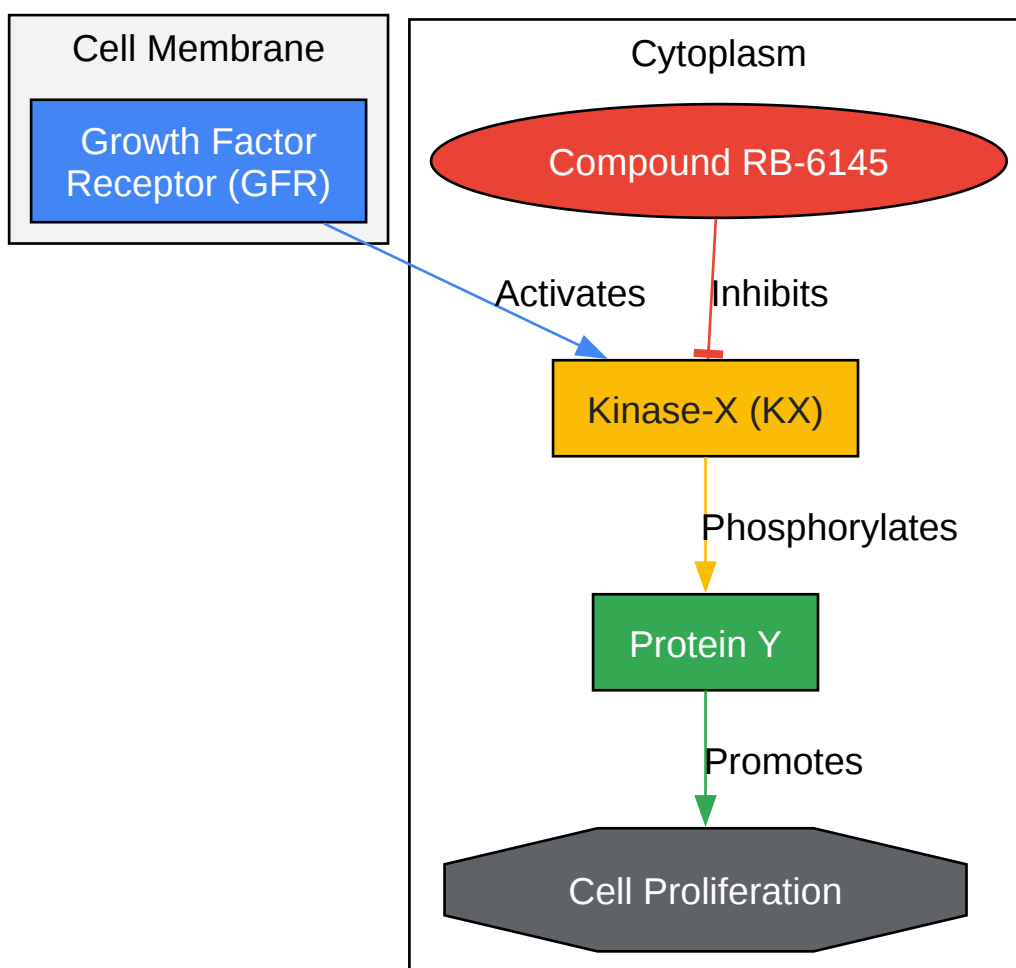 Cell Membrane
Growth Factor
Receptor (GFR)
Cytoplasm
Compound RB-6145
Activates
Inhibits
Kinase-X (KX)
Phosphorylates
Protein Y
Promotes
Cell Proliferation